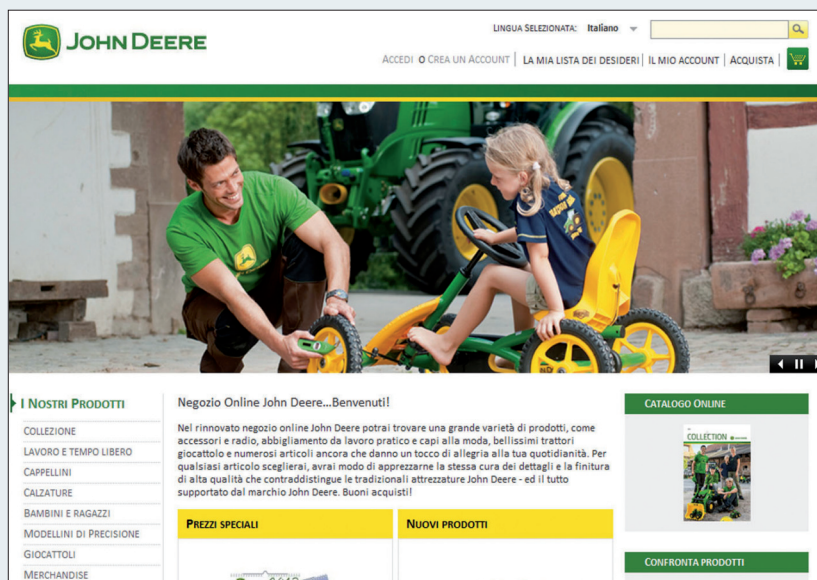 LINGUA SELEZIONATA: Italiano
JOHN DEERE
ACCEDI O CREA UN ACCOUNT | LA MIA LISTA DEI DESIDERI | IL MIO ACCOUNT | ACQUISTA |
I NOSTRI PRODOTTI
COLLEZIONE
LAVORO E TEMPO LIBERO
CAPPELLINI
CALZATURE
BAMBINI E RAGAZZI
MODELLINI DI PRECISIONE
GIOCATTOLI
MERCHANDISE
Negozio Online John Deere...Benvenuti!
Nel rinnovato negozio online John Deere potrai trovare una grande varietà di prodotti, come
accessori e radio, abbigliamento da lavoro pratico e capi alla moda, bellissimi trattori
giocattolo e numerosi articoli ancora che danno un tocco di allegria alla tua quotidianità. Per
qualsiasi articolo sceglierai, avrai modo di apprezzarne la stessa cura dei dettagli e la finitura
di alta qualità che contraddistingue le tradizionali attrezzature John Deere - ed il tutto
supportato dal marchio John Deere. Buoni acquisti!
PREZZI SPECIALI
NUOVI PRODOTTI
CATALOGO ONLINE
COLLECTION
CONFRONTA PRODOTTI